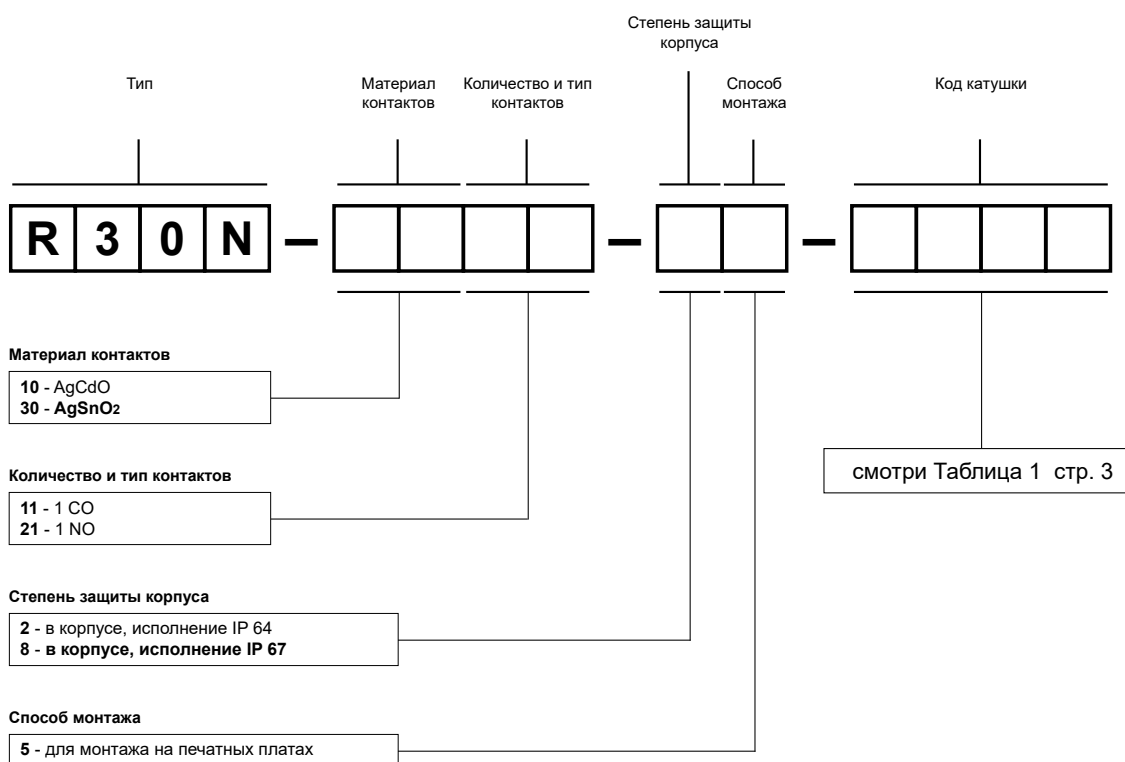 Степень защиты
корпуса
Тип
Материал
контактов
Количество и тип
контактов
Способ
монтажа
Код катушки
R 3 0 N – – –
Материал контактов
10 - AgCdO
30 - AgSnO2
смотри Таблица 1 стр. 3
Количество и тип контактов
11 - 1 CO
21 - 1 NO
Степень защиты корпуса
2 - в корпусе, исполнение IP 64
8 - в корпусе, исполнение IP 67
Способ монтажа
5 - для монтажа на печатных платах